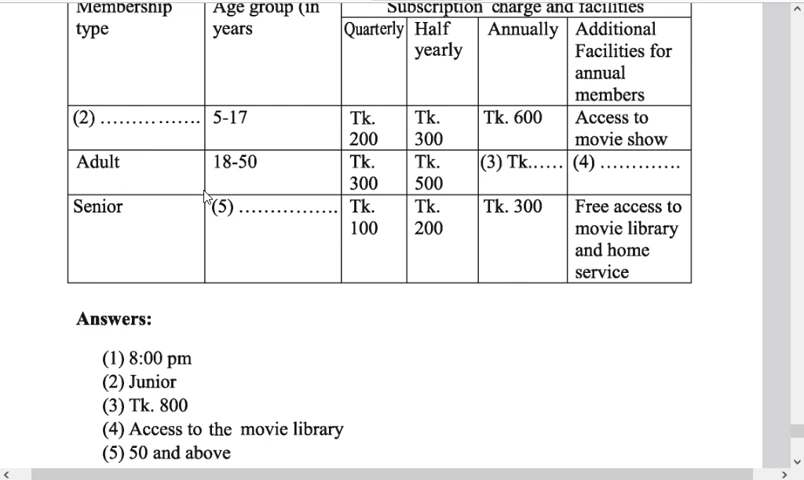 Membership Age group (in Subscription charge and facilities
type years Quarterly Half Annually Additional
yearly Facilities for
annual
members
(2) ................ 5-17 Tk. Tk. Tk. 600 Access to
200 300 movie show
Adult 18-50 Tk. Tk. (3) Tk...... (4) .............
300 500
Senior (5) ................ Tk. Tk. Tk. 300 Free access to
100 200 movie library
and home
service
Answers:
(1) 8:00 pm
(2) Junior
(3) Tk. 800
(4) Access to the movie library
(5) 50 and above